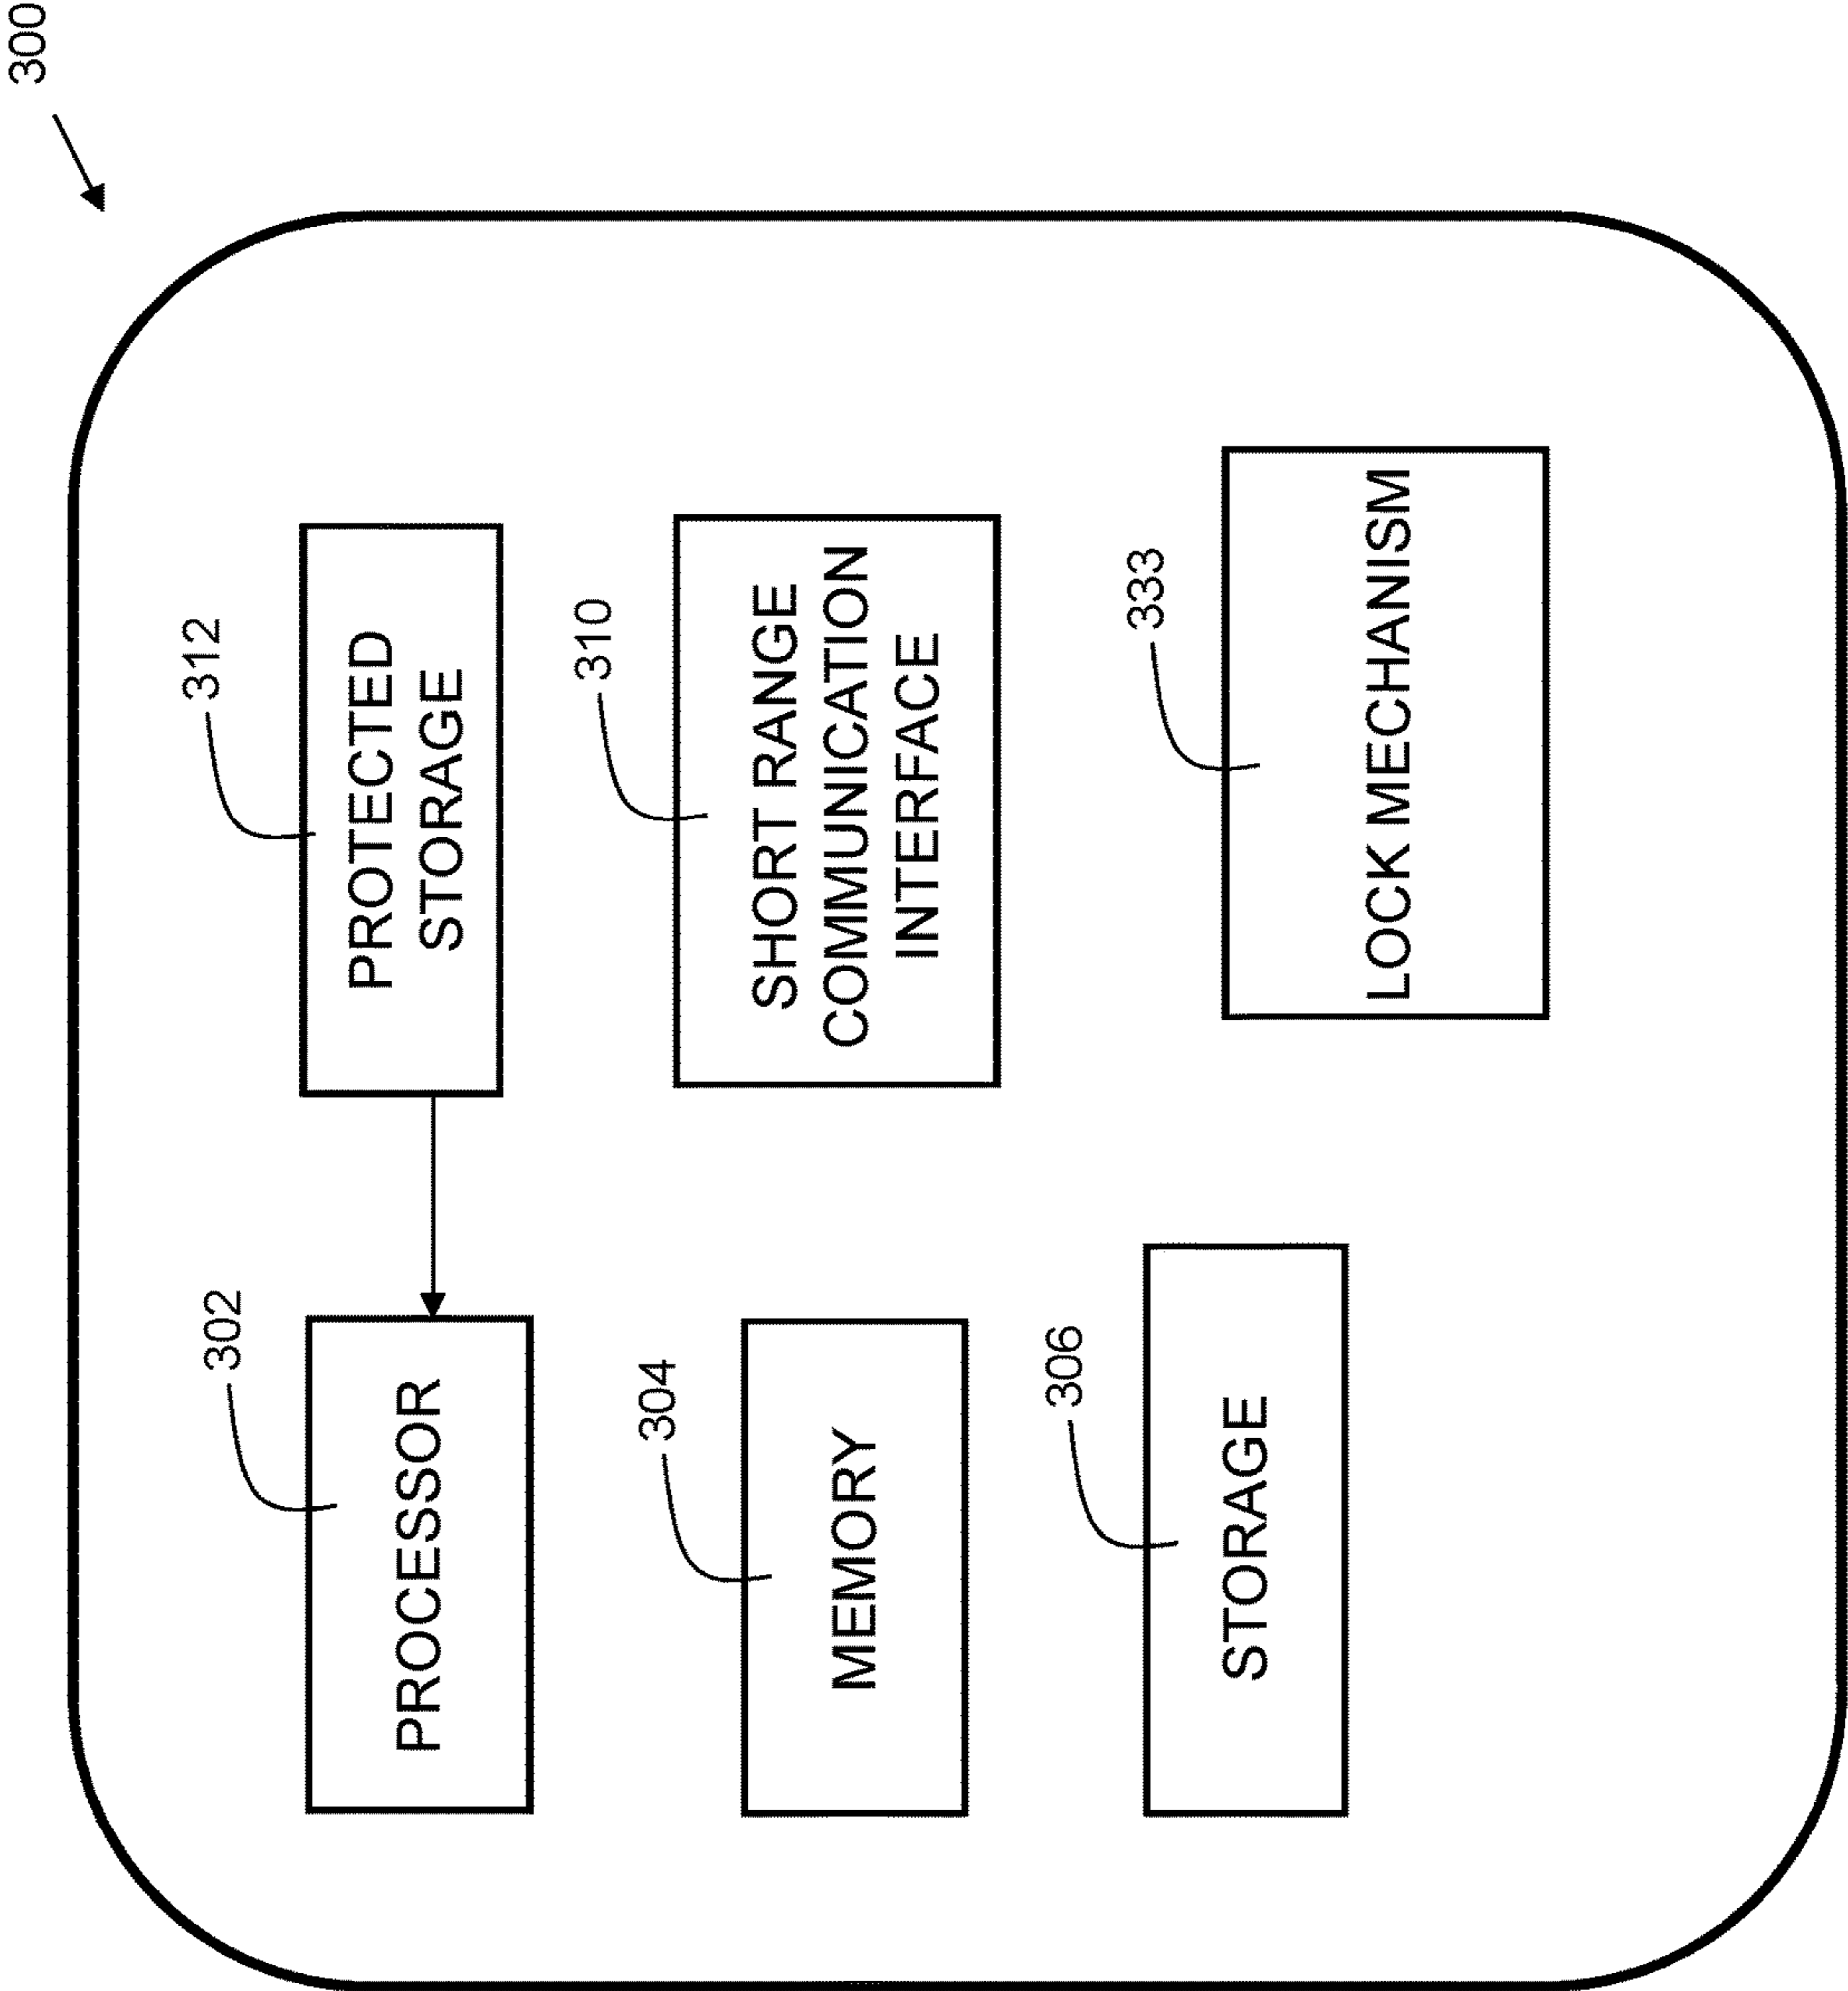 300
302
PROCESSOR
312
PROTECTED
STORAGE
304
MEMORY
310
SHORT RANGE
COMMUNICATION
INTERFACE
306
STORAGE
333
LOCK MECHANISM